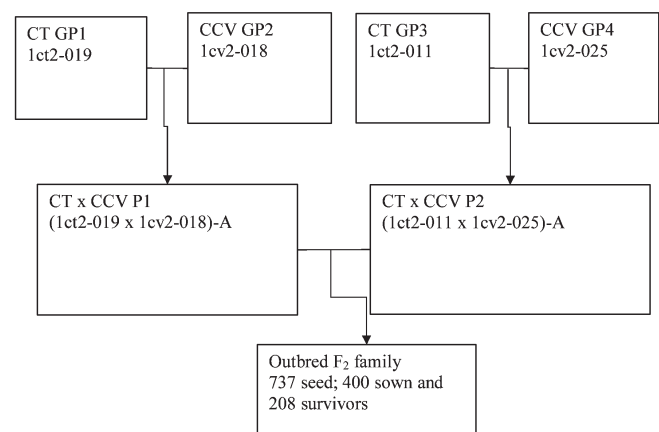 CT GP1
1ct2-019
CCV GP2
1cv2-018
CT GP3
1ct2-011
CCV GP4
1cv2-025
CT x CCV P1
(1ct2-019 x 1cv2-018)-A
CT x CCV P2
(1ct2-011 x 1cv2-025)-A
Outbred F₂ family
737 seed; 400 sown and
208 survivors